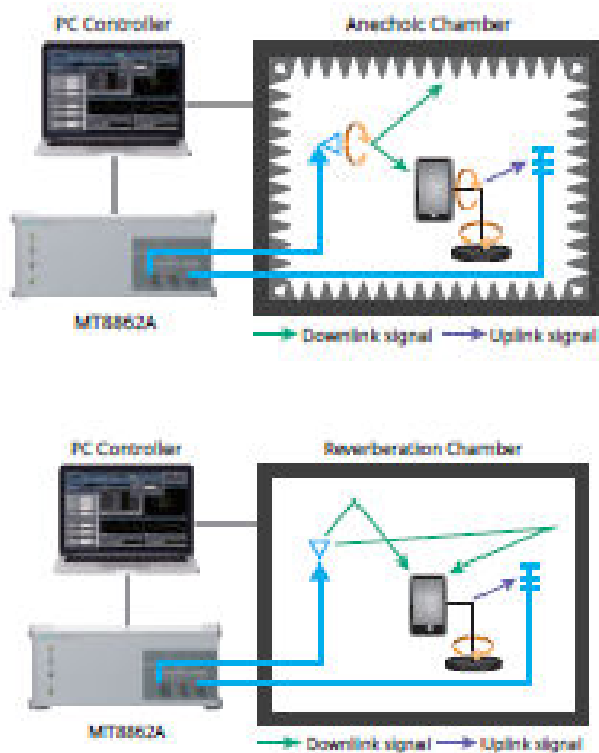 PC Controller
Anechoic Chamber
MT8862A
Downlink signal
Uplink signal
PC Controller
Reverberation Chamber
MT8862A
Downlink signal
Uplink signal